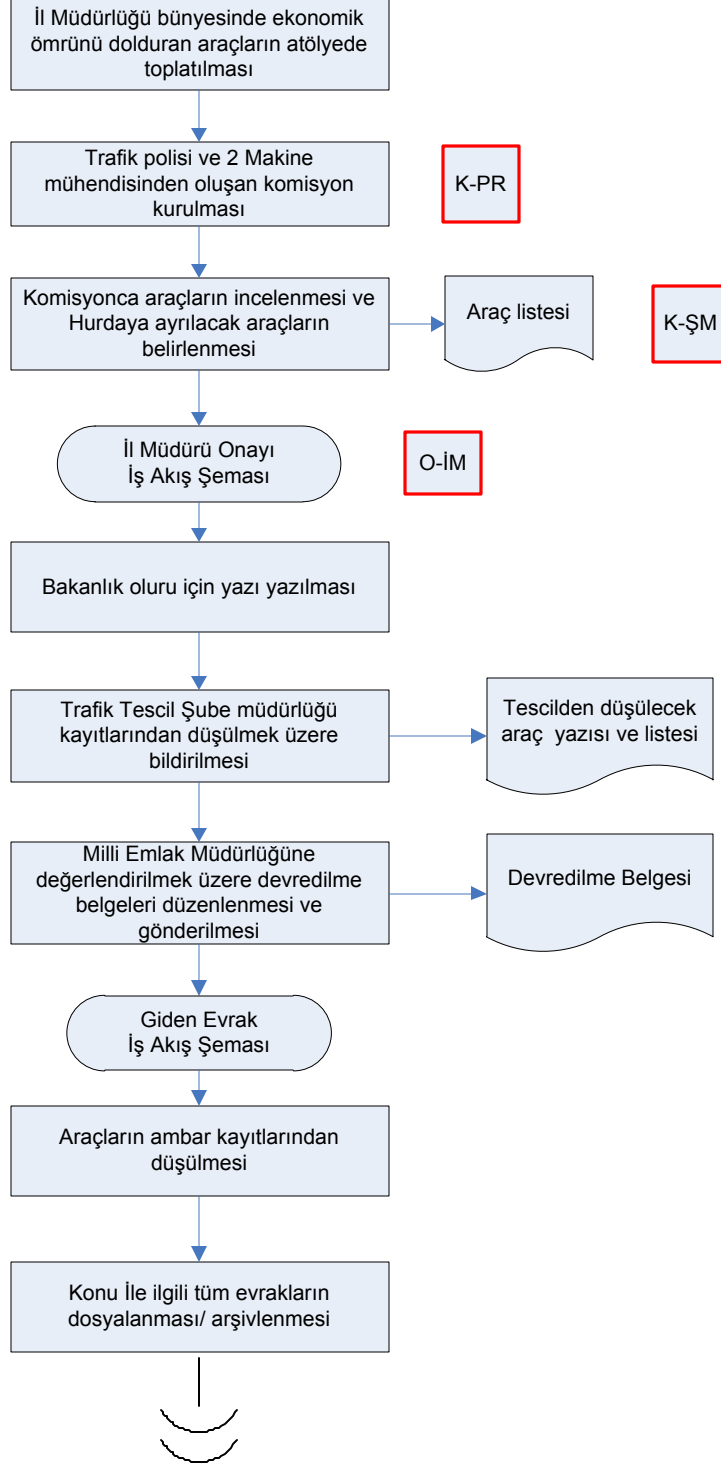 İl Müdürlüğü bünyesinde ekonomik
ömrünü dolduran araçların atölyede
toplatılması
Trafik polisi ve 2 Makine
mühendisinden oluşan komisyon
kurulması
K-PR
Komisyonca araçların incelenmesi ve
Hurdaya ayrılacak araçların
belirlenmesi
Araç listesi
K-ŞM
İl Müdürü Onayı
İş Akış Şeması
O-İM
Bakanlık oluru için yazı yazılması
Trafik Tescil Şube müdürlüğü
kayıtlarından düşülmek üzere
bildirilmesi
Tescilden düşülecek
araç yazısı ve listesi
Milli Emlak Müdürlüğüne
değerlendirilmek üzere devredilme
belgeleri düzenlenmesi ve
gönderilmesi
Devredilme Belgesi
Giden Evrak
İş Akış Şeması
Araçların ambar kayıtlarından
düşülmesi
Konu İle ilgili tüm evrakların
dosyalanması/ arşivlenmesi